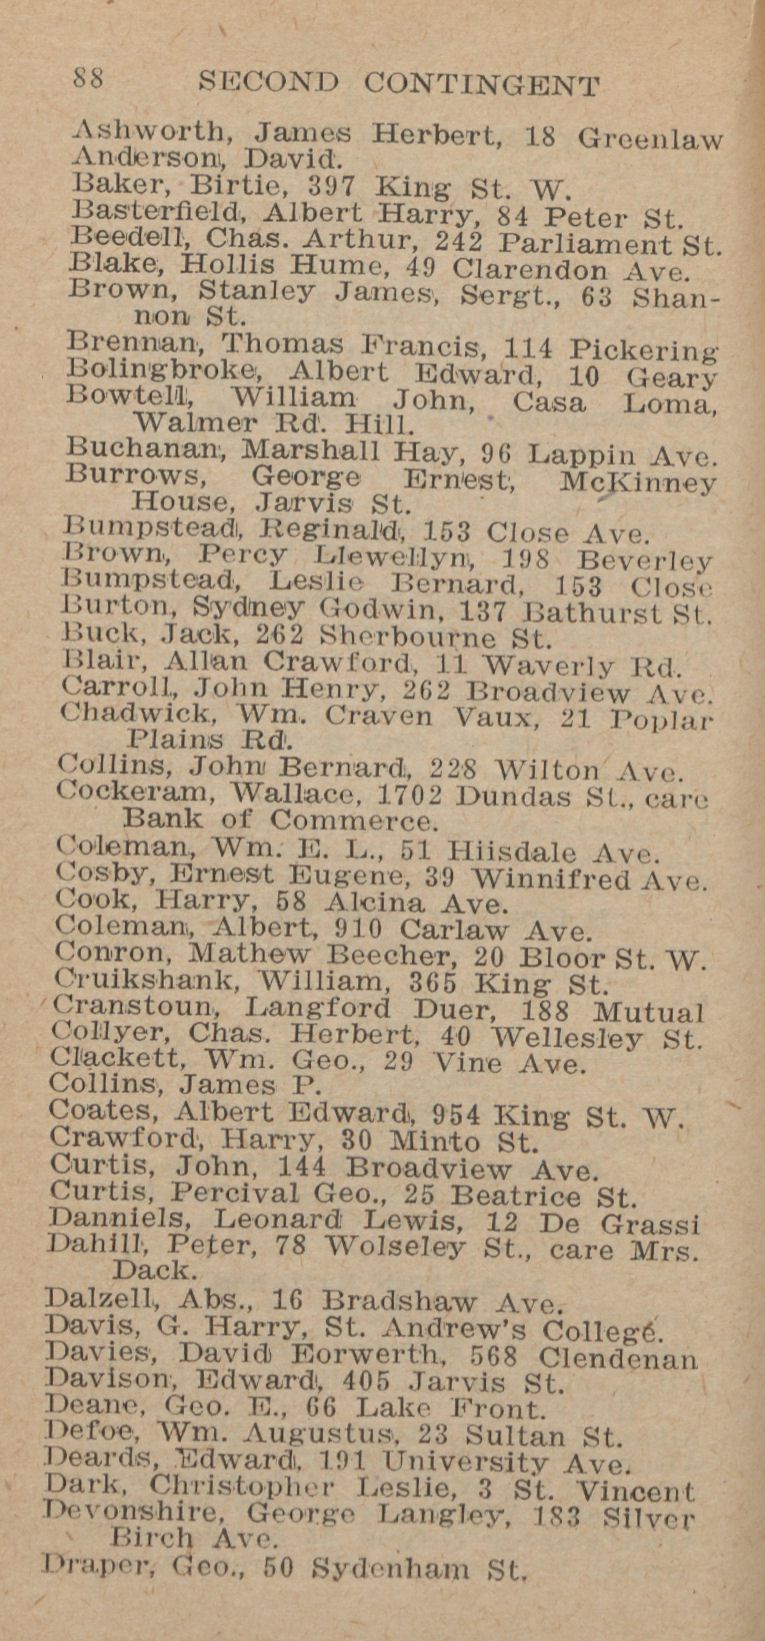 88 SECOND CONTINGENT
Ashworth, James Herbert, 18 Greenlaw
Anderson, David.
Baker, Birtie, 397 King St. W.
Basterfield, Albert Harry, 84 Peter St.
Beedell, Chas. Arthur, 242 Parliament St.
Blake, Hollis Hume, 49 Clarendon Ave.
Brown, Stanley James, Sergt., 63 Shan-
non St.
Brennan, Thomas Francis, 114 Pickering
Bolingbroke, Albert Edward, 10 Geary
Bowtell, William John, Casa Loma,
Walmer Rd. Hill.
Buchanan, Marshall Hay, 96 Lappin Ave.
Burrows, George Ernest, McKinney
House, Jarvis St.
Bumpstead, Reginald, 153 Close Ave.
Brown, Percy Llewellyn, 198 Beverley
Bumpstead, Leslie Bernard, 153 Close
Burton, Sydney Godwin, 137 Bathurst St.
Buck, Jack, 262 Sherbourne St.
Blair, Allan Crawford, 11 Waverly Rd.
Carroll, John Henry, 262 Broadview Ave.
Chadwick, Wm. Craven Vaux, 21 Poplar
Plains Rd.
Collins, John Bernard, 228 Wilton Ave.
Cockeram, Wallace, 1702 Dundas St., care
Bank of Commerce.
Coleman, Wm. E. L., 51 Hiisdale Ave.
Cosby, Ernest Eugene, 39 Winnifred Ave.
Cook, Harry, 58 Alcina Ave.
Coleman, Albert, 910 Carlaw Ave.
Conron, Mathew Beecher, 20 Bloor St. W.
Cruikshank, William, 365 King St.
Cranstoun, Langford Duer, 188 Mutual
Collyer, Chas. Herbert, 40 Wellesley St.
Clackett, Wm. Geo., 29 Vine Ave.
Collins, James P.
Coates, Albert Edward, 954 King St. W.
Crawford, Harry, 30 Minto St.
Curtis, John, 144 Broadview Ave.
Curtis, Percival Geo., 25 Beatrice St.
Danniels, Leonard Lewis, 12 De Grassi
Dahill, Peter, 78 Wolseley St., care Mrs.
Dack.
Dalzell, Abs., 16 Bradshaw Ave.
Davis, G. Harry, St. Andrew's College.
Davies, David Eorwerth, 568 Clendenan
Davison, Edward, 405 Jarvis St.
Deane, Geo. E., 66 Lake Front.
Defoe, Wm. Augustus, 23 Sultan St.
Deards, Edward, 191 University Ave.
Dark, Christopher Leslie, 3 St. Vincent
Devonshire, George Langley, 183 Silver
Birch Ave.
Draper, Geo., 50 Sydenham St.